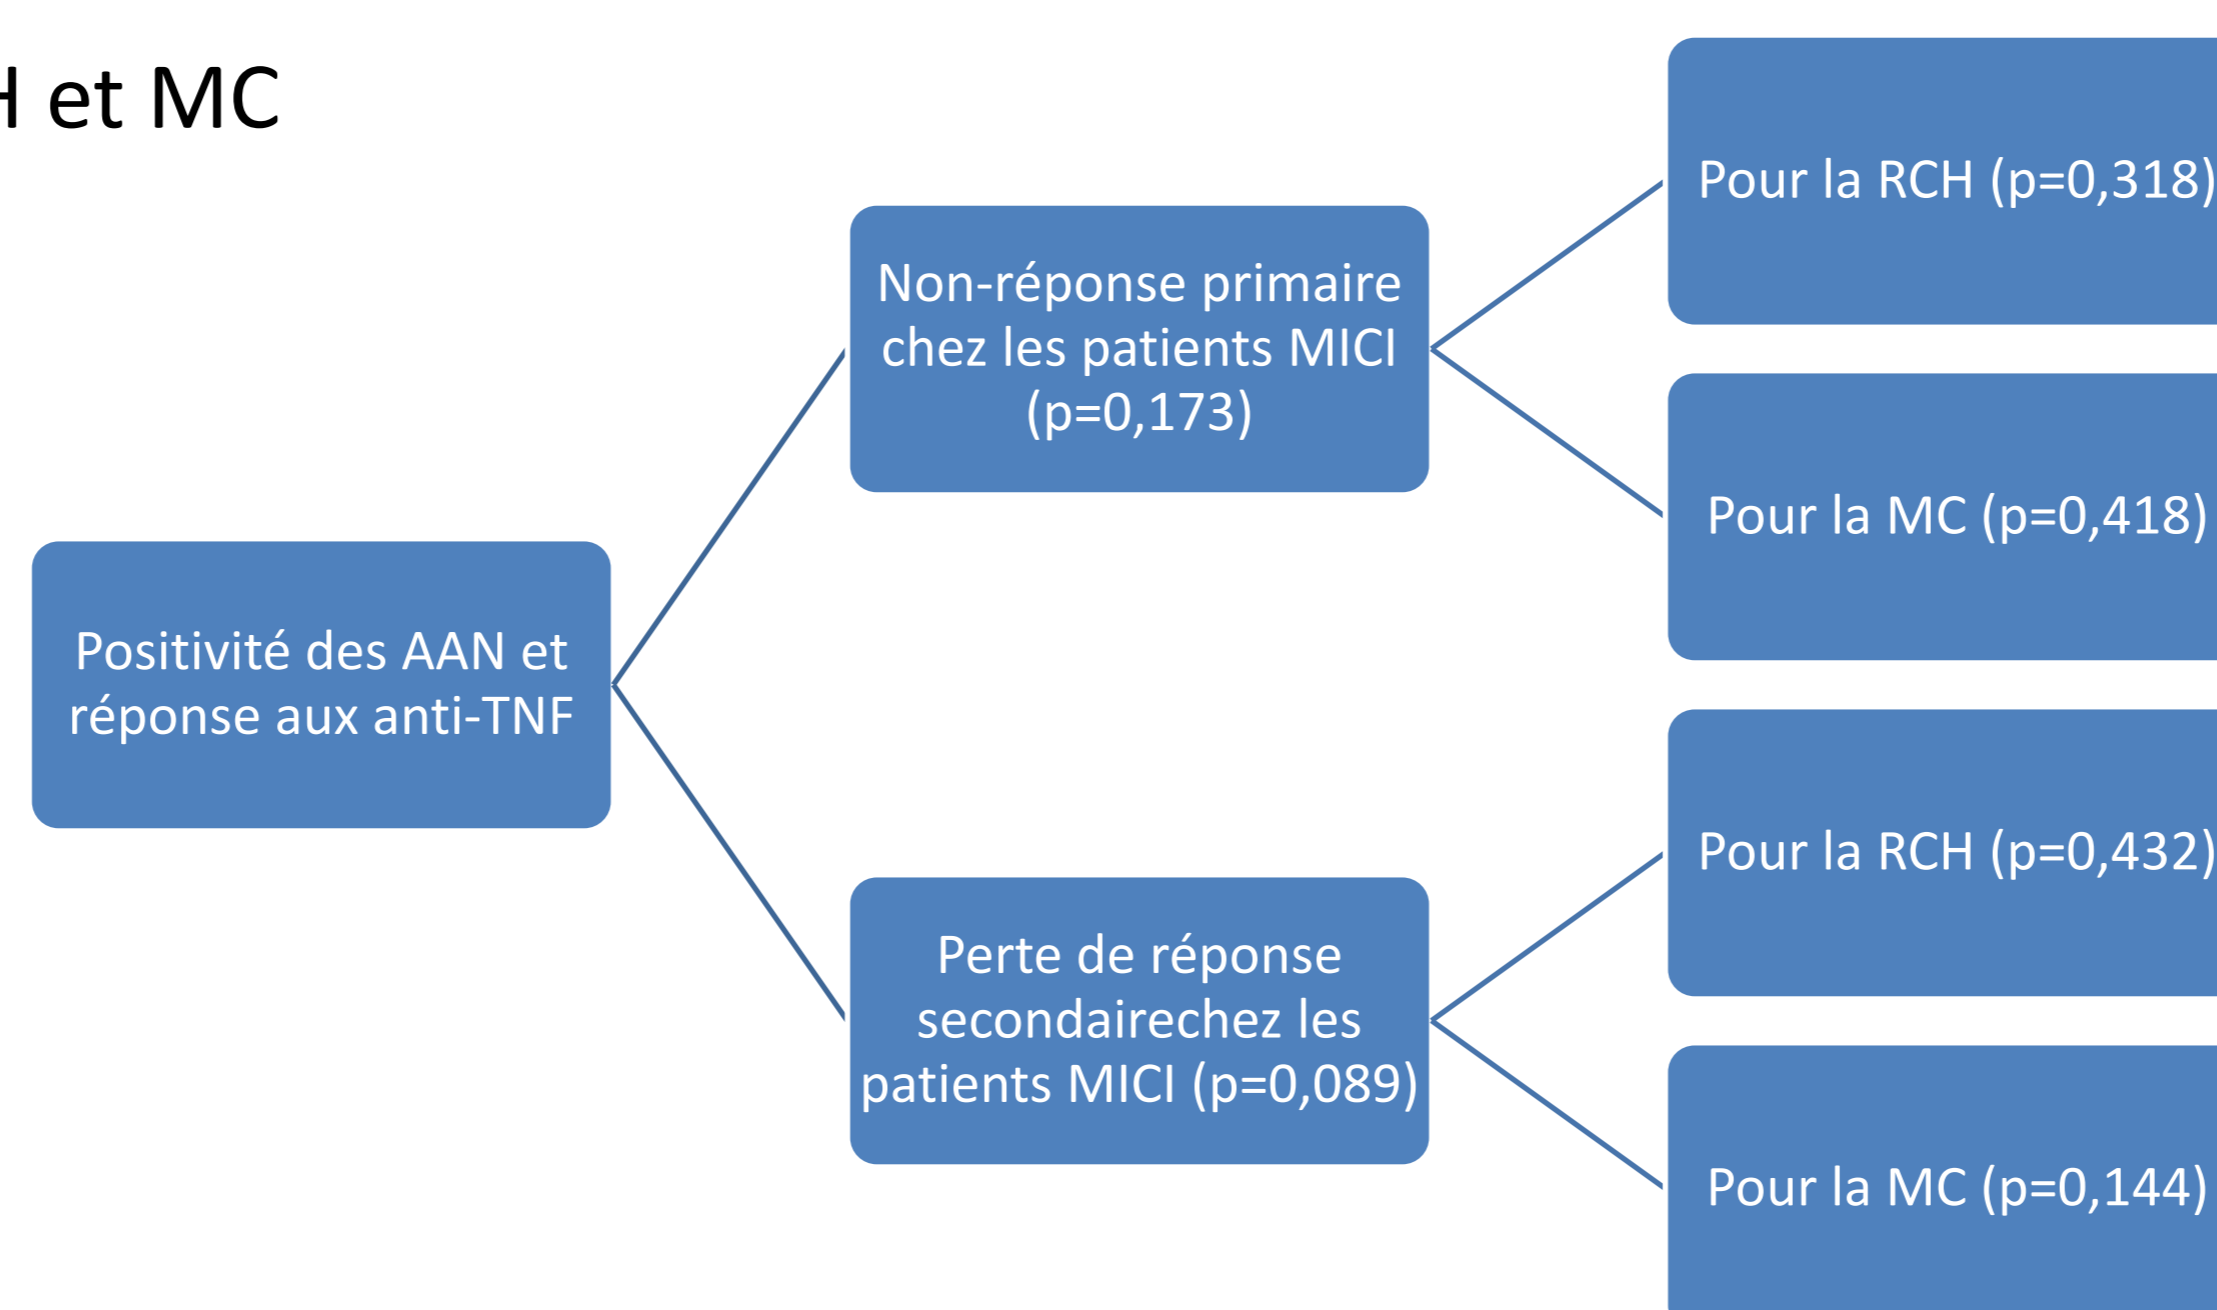 H et MC
Positivité des AAN et
réponse aux anti-TNF
Non-réponse primaire
chez les patients MICI
(p=0,173)
Pour la RCH (p=0,318)
Pour la MC (p=0,418)
Perte de réponse
secondairechez les
patients MICI (p=0,089)
Pour la RCH (p=0,432)
Pour la MC (p=0,144)